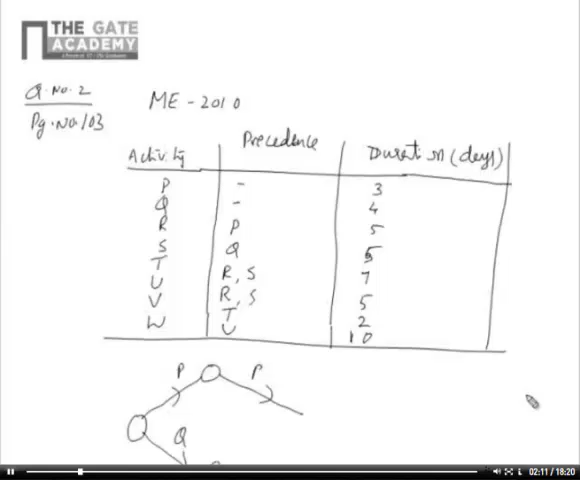 THE GATE
ACADEMY
Q.No.2
Pg.No.103
ME-2010
Activity Precedence Duration (days)
P - 3
Q - 4
R P 5
S Q 5
T R, S 7
U R, S 5
V T 2
W U 10
P P
Q
02:11 / 18:20